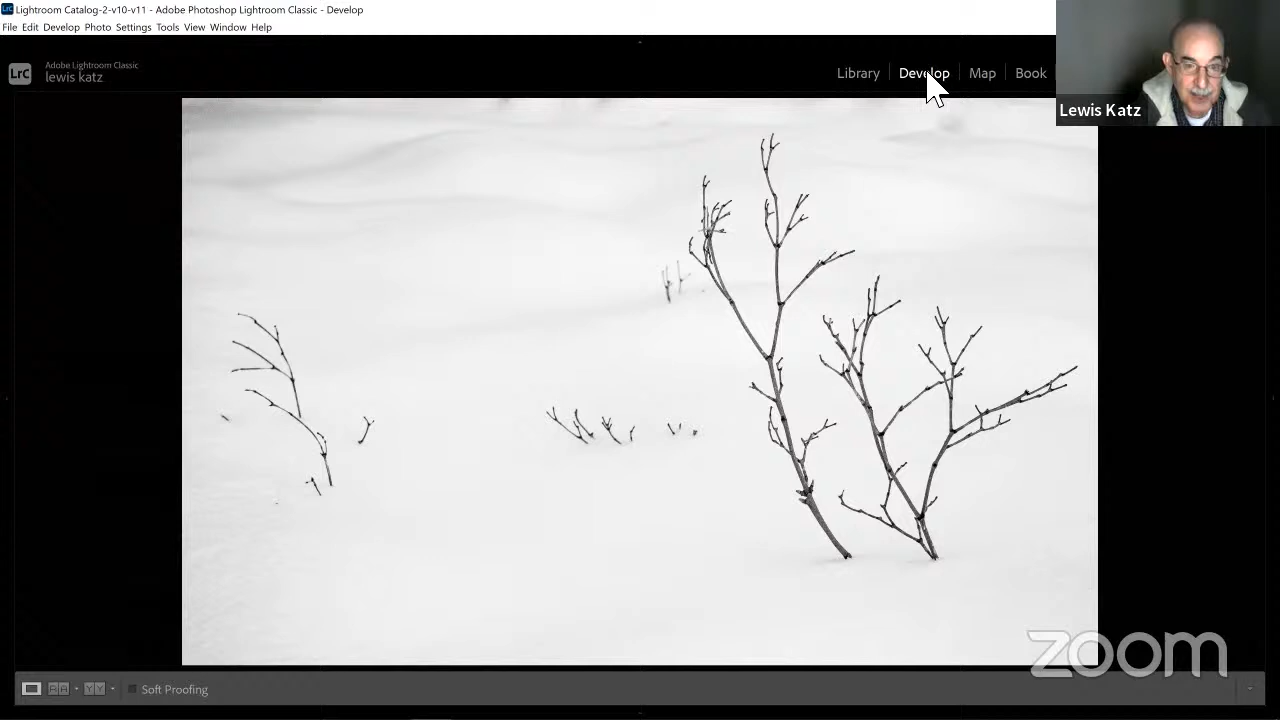 Lightroom Catalog-2-v10-v11 - Adobe Photoshop Lightroom Classic - Develop
File Edit Develop Photo Settings Tools View Window Help
LrC
Adobe Lightroom Classic
lewis katz
Library Develop Map Book
Lewis Katz
zoom
Soft Proofing